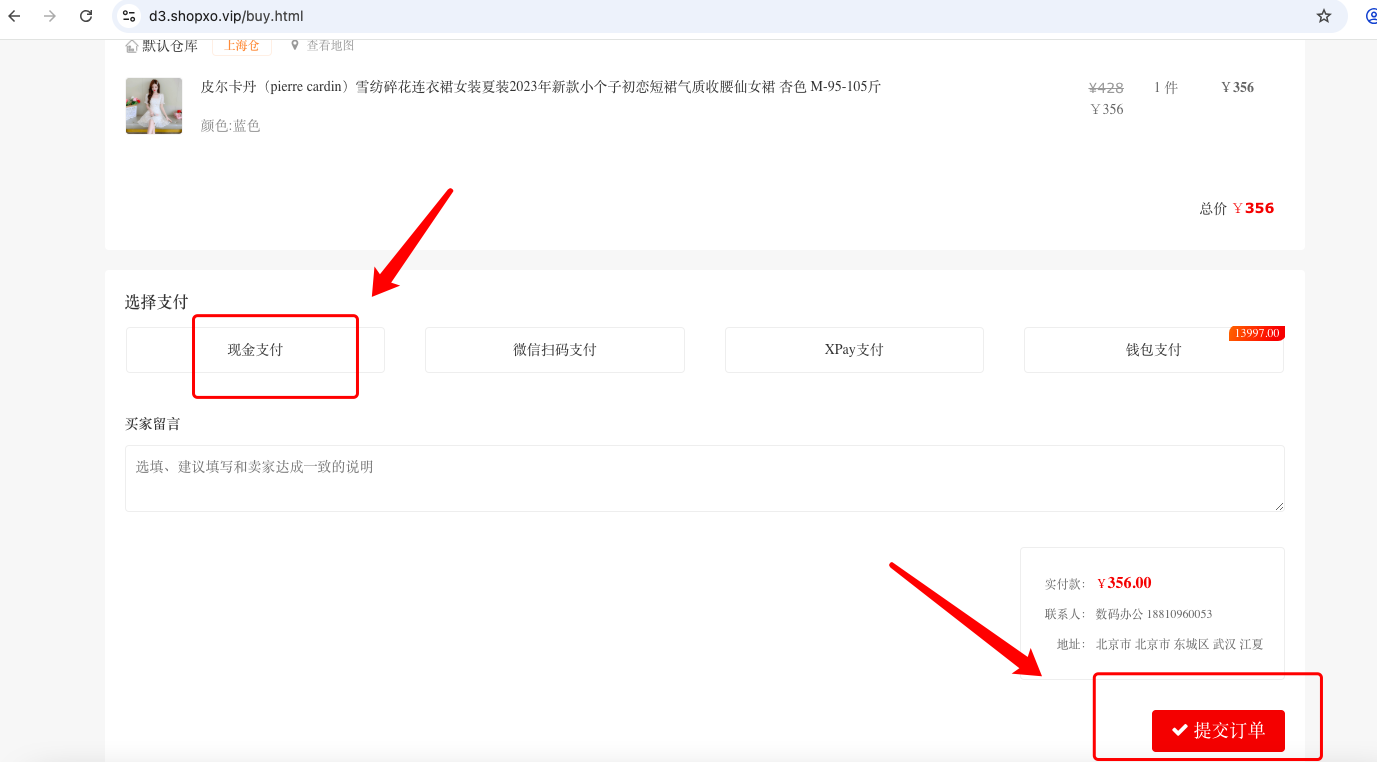 d3.shopxo.vip/buy.html
默认仓库 上海仓 查看地图
皮尔卡丹（pierre cardin）雪纺碎花连衣裙女装夏装2023年新款小个子初恋短裙气质收腰仙女裙 杏色 M-95-105斤 ¥428 1 件 ￥356
￥356
颜色:蓝色
总价 ￥356
选择支付
现金支付 微信扫码支付 XPay支付 钱包支付 13997.00
买家留言
选填、建议填写和卖家达成一致的说明
实付款： ￥356.00
联系人： 数码办公 18810960053
地址： 北京市 北京市 东城区 武汉 江夏
提交订单